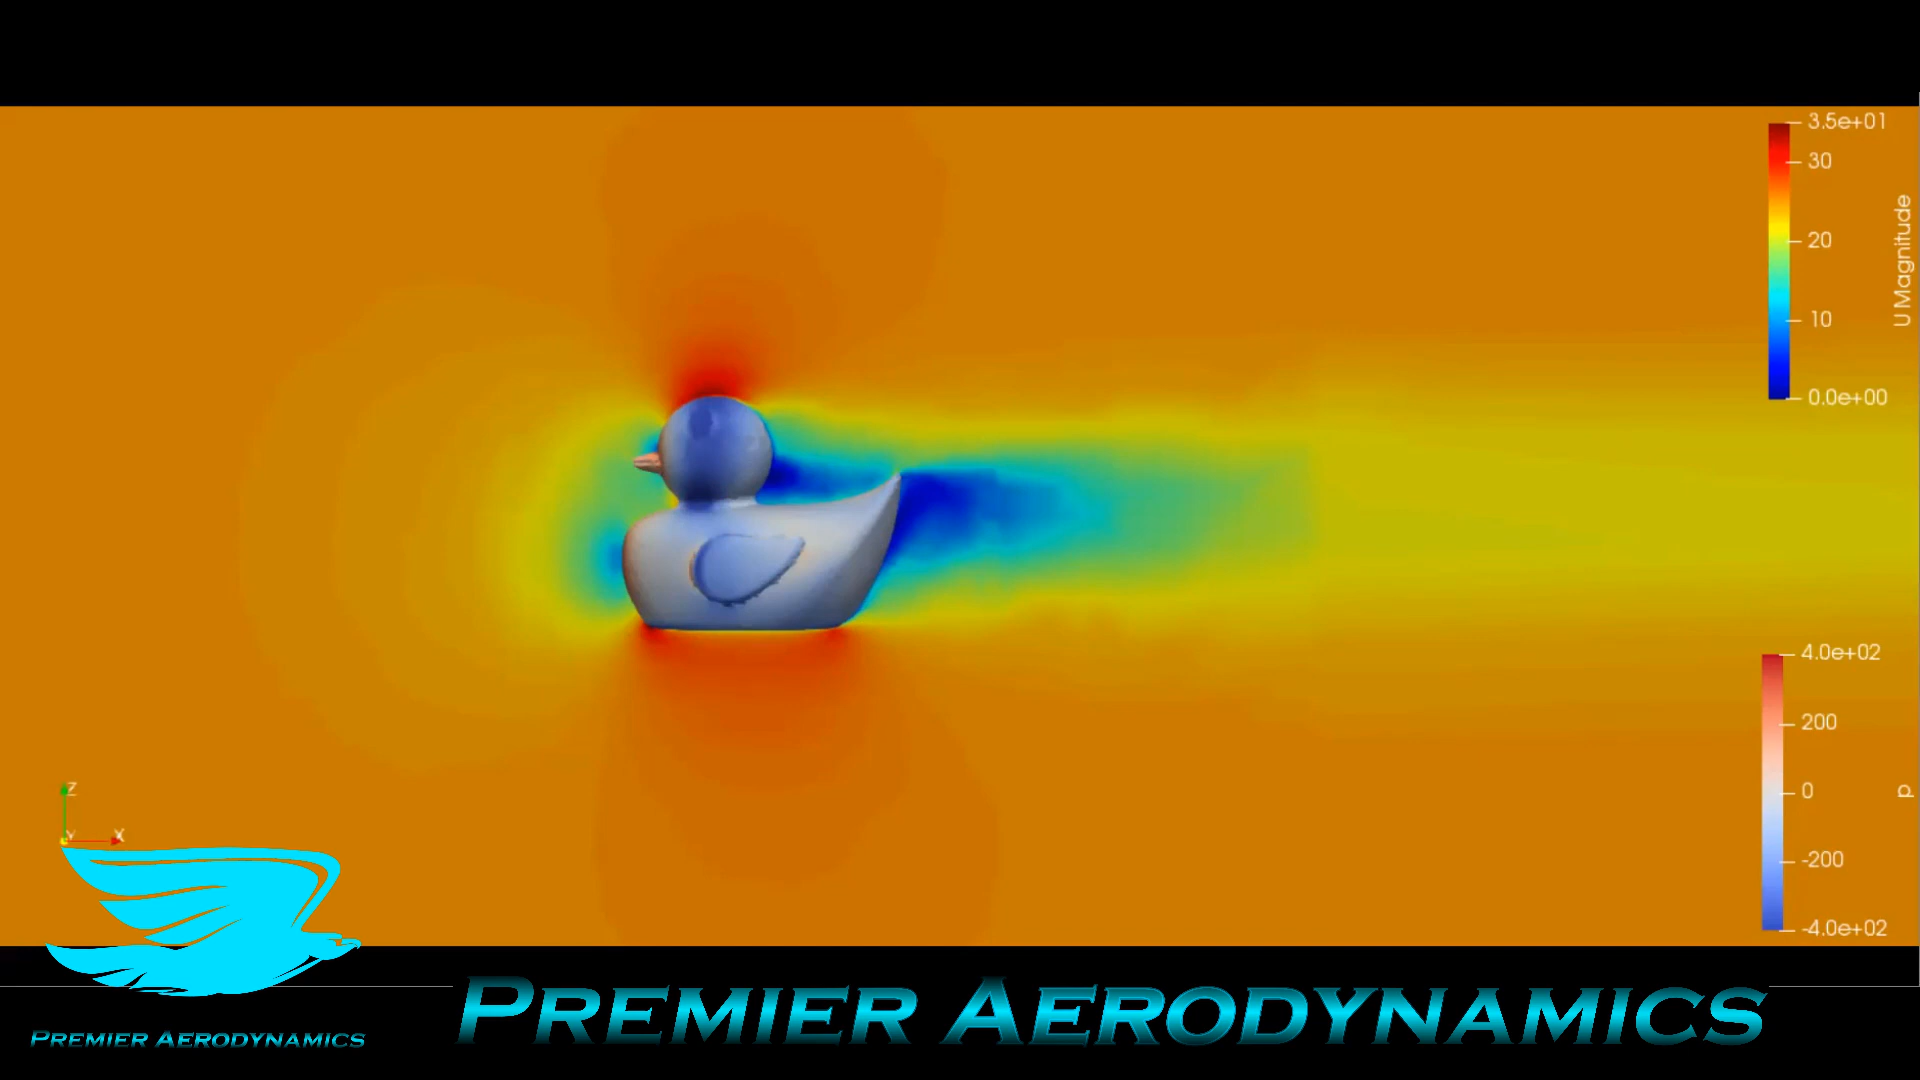 3.5e+01
30
20
10
0.0e+00
U Magnitude
4.0e+02
200
0
-200
-4.0e+02
p
Z
Y
X
PREMIER AERODYNAMICS
PREMIER AERODYNAMICS